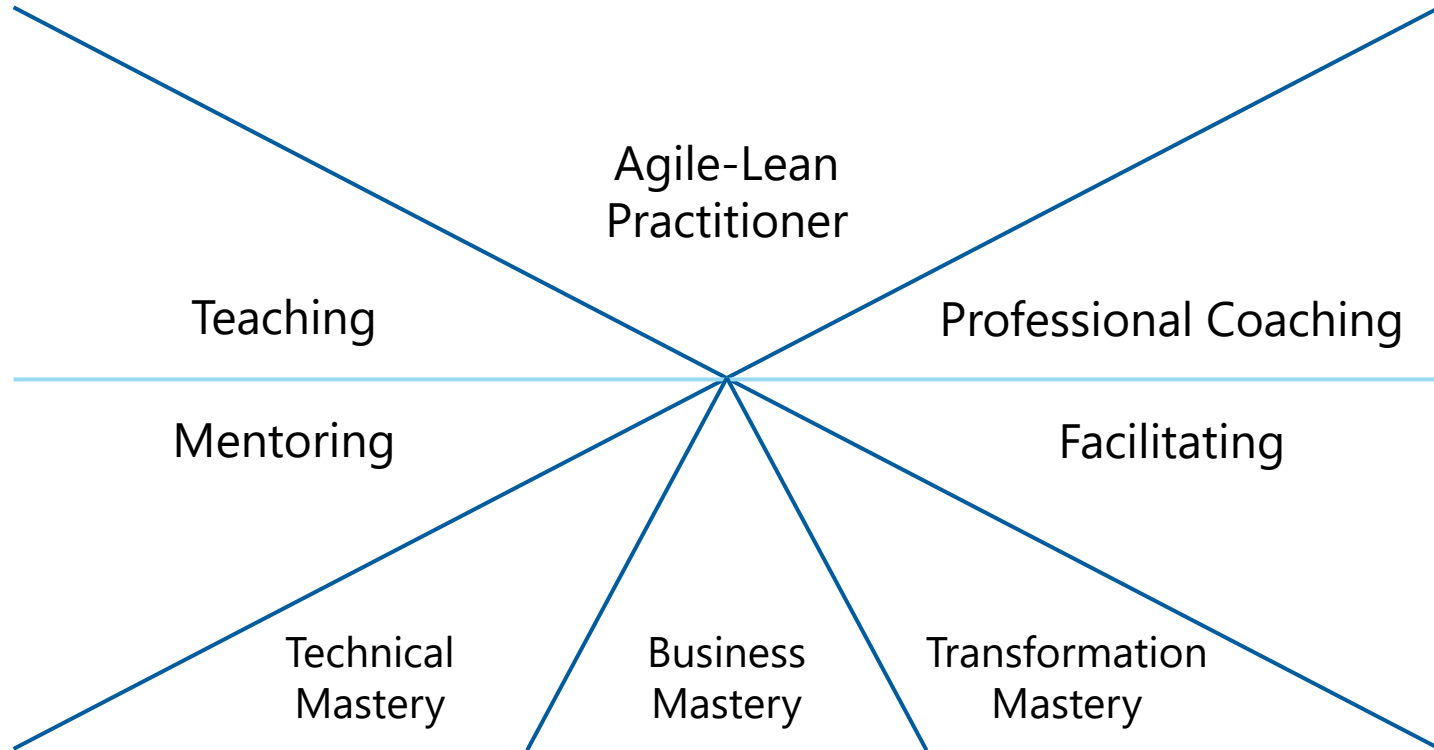 Agile-Lean
Practitioner
Teaching
Professional Coaching
Mentoring
Facilitating
Technical
Mastery
Business
Mastery
Transformation
Mastery